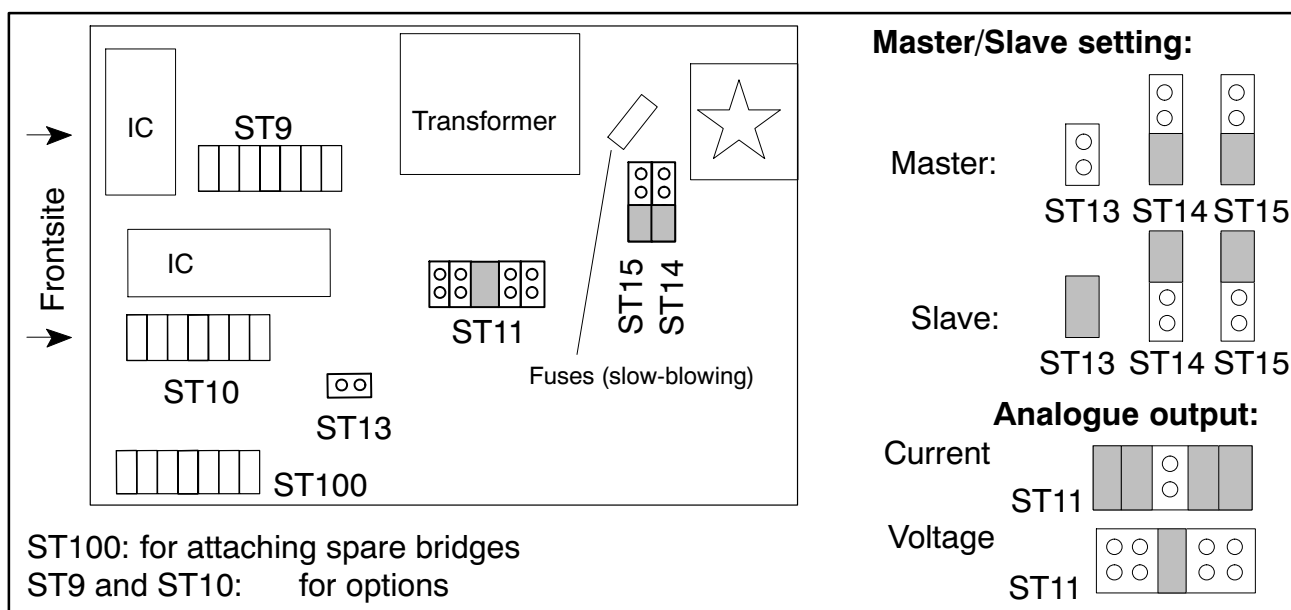 IC
ST9
Transformer
Frontsite
IC
ST11
ST15
ST14
ST10
Fuses (slow-blowing)
ST13
ST100
ST100: for attaching spare bridges
ST9 and ST10: for options
Master/Slave setting:
Master:
ST13 ST14 ST15
Slave:
ST13 ST14 ST15
Analogue output:
Current
ST11
Voltage
ST11